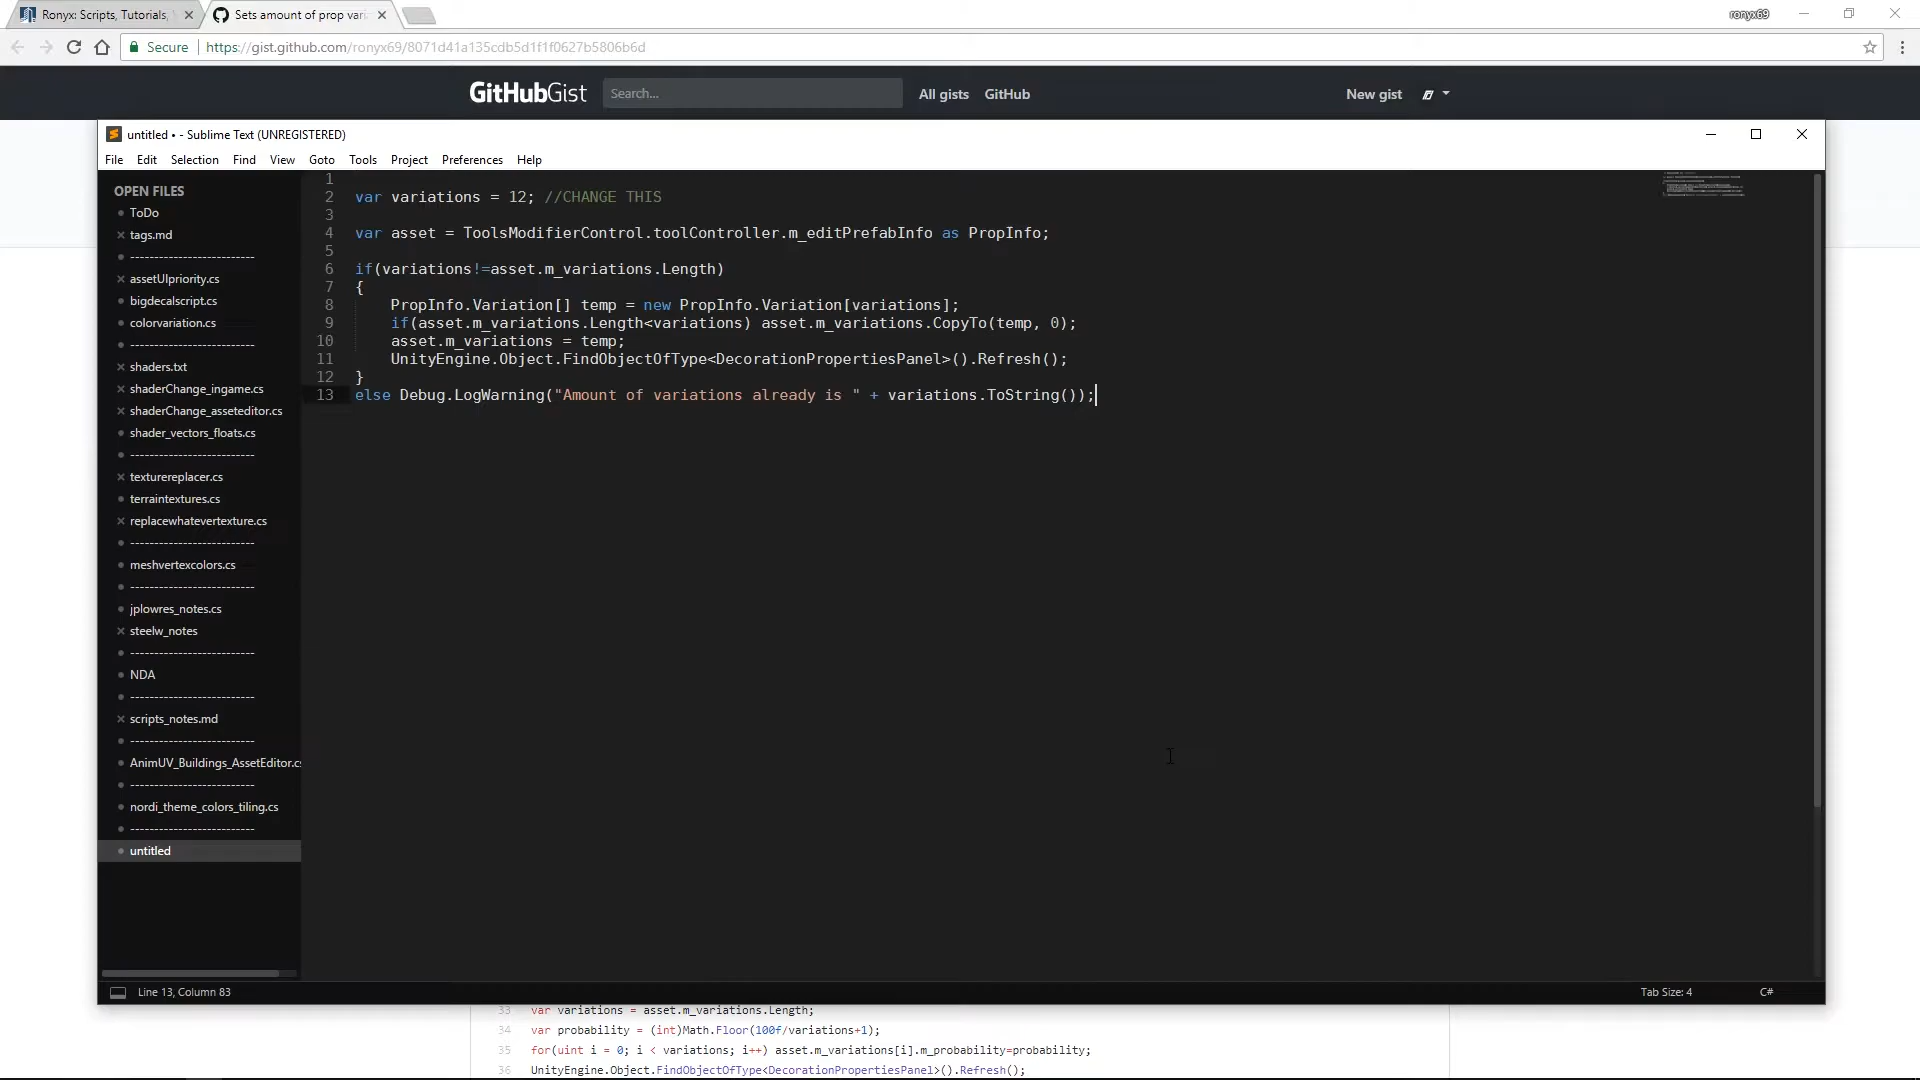 Ronyx: Scripts, Tutorials,
Sets amount of prop vari
ronyx69
Secure
https://gist.github.com/ronyx69/8071d41a135cdb5d1f1f0627b5806b6d
GitHubGist
Search...
All gists
GitHub
New gist
untitled • - Sublime Text (UNREGISTERED)
File Edit Selection Find View Goto Tools Project Preferences Help
OPEN FILES
ToDo
tags.md
--------------------------
assetUIpriority.cs
bigdecalscript.cs
colorvariation.cs
--------------------------
shaders.txt
shaderChange_ingame.cs
shaderChange_asseteditor.cs
shader_vectors_floats.cs
--------------------------
texturereplacer.cs
terraintextures.cs
replacewhatevertexture.cs
--------------------------
meshvertexcolors.cs
--------------------------
jplowres_notes.cs
steelw_notes
--------------------------
NDA
--------------------------
scripts_notes.md
--------------------------
AnimUV_Buildings_AssetEditor.cs
--------------------------
nordi_theme_colors_tiling.cs
--------------------------
untitled
1
2 var variations = 12; //CHANGE THIS
3
4 var asset = ToolsModifierControl.toolController.m_editPrefabInfo as PropInfo;
5
6 if(variations!=asset.m_variations.Length)
7 {
8 PropInfo.Variation[] temp = new PropInfo.Variation[variations];
9 if(asset.m_variations.Length<variations) asset.m_variations.CopyTo(temp, 0);
10 asset.m_variations = temp;
11 UnityEngine.Object.FindObjectOfType<DecorationPropertiesPanel>().Refresh();
12 }
13 else Debug.LogWarning("Amount of variations already is " + variations.ToString());
Line 13, Column 83
Tab Size: 4
C#
33 var variations = asset.m_variations.Length;
34 var probability = (int)Math.Floor(100f/variations+1);
35 for(uint i = 0; i < variations; i++) asset.m_variations[i].m_probability=probability;
36 UnityEngine.Object.FindObjectOfType<DecorationPropertiesPanel>().Refresh();